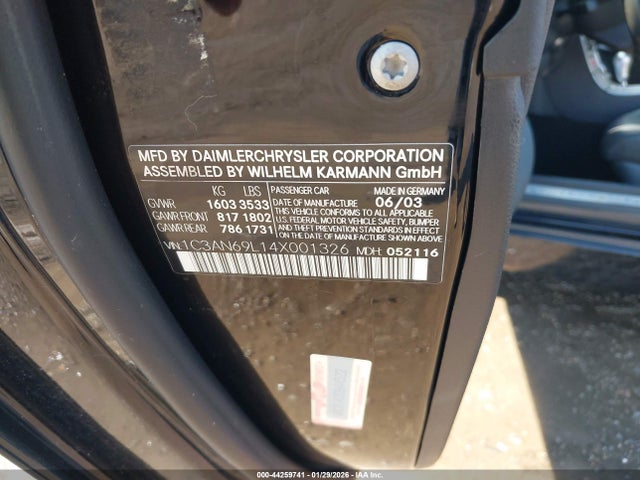 MFD BY DAIMLERCHRYSLER CORPORATION
ASSEMBLED BY WILHELM KARMANN GmbH
KG LBS PASSENGER CAR MADE IN GERMANY
GVWR 1603 3533 DATE OF MANUFACTURE 06/03
GAWR FRONT 817 1802 THIS VEHICLE CONFORMS TO ALL APPLICABLE
GAWR REAR 786 1731 U.S. FEDERAL MOTOR VEHICLE SAFETY, BUMPER
AND THEFT PREVENTION STANDARDS IN EFFECT
ON THE DATE OF MANUFACTURE SHOWN ABOVE
VIN: 1C3AN69L14X001326 MDH: 052116
000-44259741 - 01/29/2026 - IAA Inc.